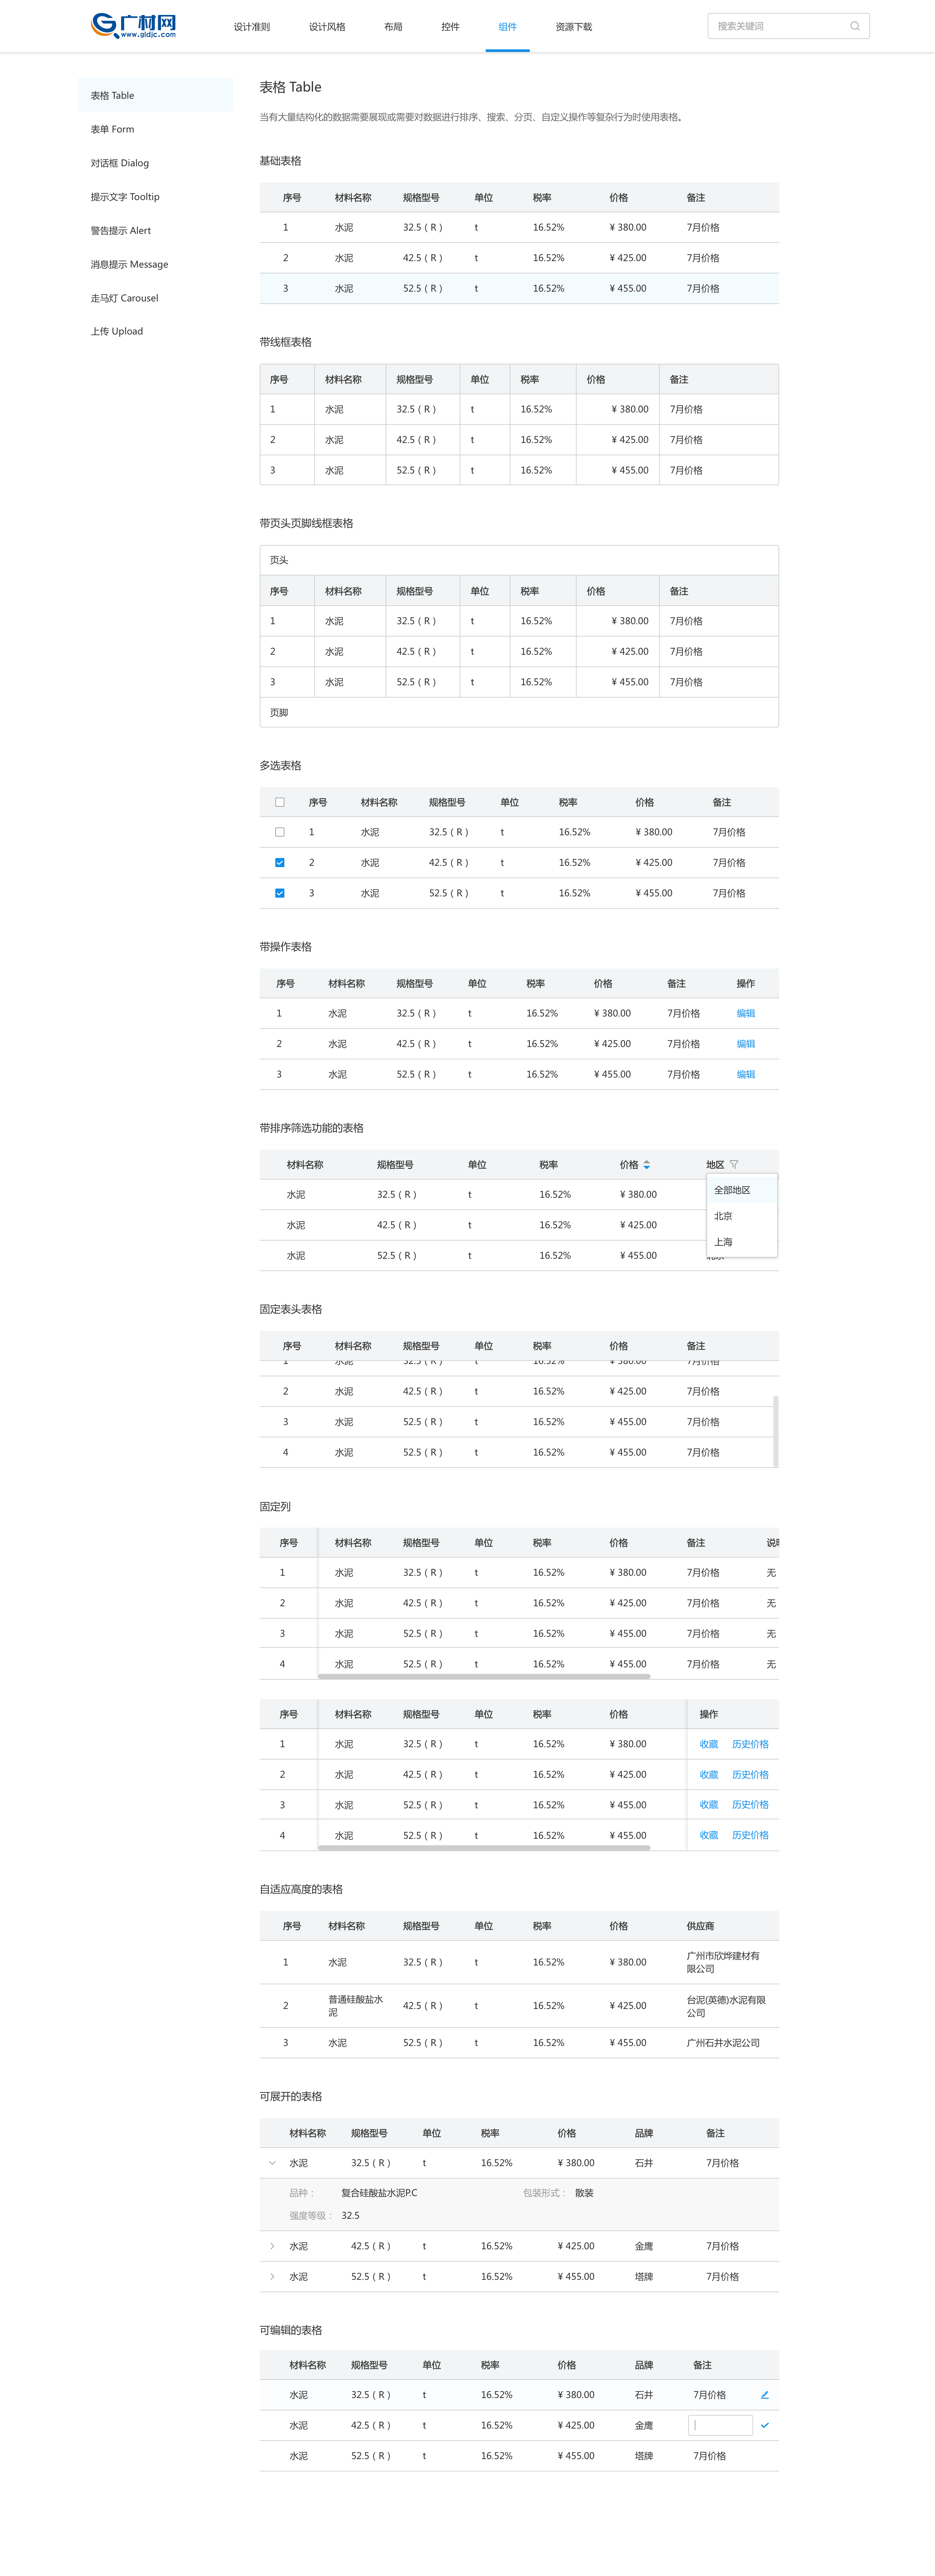 广材网
www.gldjc.com
设计准则 设计风格 布局 控件 组件 资源下载 搜索关键词
表格 Table
表单 Form
对话框 Dialog
提示文字 Tooltip
警告提示 Alert
消息提示 Message
走马灯 Carousel
上传 Upload
表格 Table
当有大量结构化的数据需要展现或需要对数据进行排序、搜索、分页、自定义操作等复杂行为时使用表格。
基础表格
序号 材料名称 规格型号 单位 税率 价格 备注
1 水泥 32.5（R） t 16.52% ¥ 380.00 7月价格
2 水泥 42.5（R） t 16.52% ¥ 425.00 7月价格
3 水泥 52.5（R） t 16.52% ¥ 455.00 7月价格
带线框表格
序号 材料名称 规格型号 单位 税率 价格 备注
1 水泥 32.5（R） t 16.52% ¥ 380.00 7月价格
2 水泥 42.5（R） t 16.52% ¥ 425.00 7月价格
3 水泥 52.5（R） t 16.52% ¥ 455.00 7月价格
带页头页脚线框表格
页头
序号 材料名称 规格型号 单位 税率 价格 备注
1 水泥 32.5（R） t 16.52% ¥ 380.00 7月价格
2 水泥 42.5（R） t 16.52% ¥ 425.00 7月价格
3 水泥 52.5（R） t 16.52% ¥ 455.00 7月价格
页脚
多选表格
序号 材料名称 规格型号 单位 税率 价格 备注
1 水泥 32.5（R） t 16.52% ¥ 380.00 7月价格
2 水泥 42.5（R） t 16.52% ¥ 425.00 7月价格
3 水泥 52.5（R） t 16.52% ¥ 455.00 7月价格
带操作表格
序号 材料名称 规格型号 单位 税率 价格 备注 操作
1 水泥 32.5（R） t 16.52% ¥ 380.00 7月价格 编辑
2 水泥 42.5（R） t 16.52% ¥ 425.00 7月价格 编辑
3 水泥 52.5（R） t 16.52% ¥ 455.00 7月价格 编辑
带排序筛选功能的表格
材料名称 规格型号 单位 税率 价格 地区
水泥 32.5（R） t 16.52% ¥ 380.00
水泥 42.5（R） t 16.52% ¥ 425.00
水泥 52.5（R） t 16.52% ¥ 455.00
全部地区
北京
上海
固定表头表格
序号 材料名称 规格型号 单位 税率 价格 备注
1 水泥 32.5（R） t 16.52% ¥ 380.00 7月价格
2 水泥 42.5（R） t 16.52% ¥ 425.00 7月价格
3 水泥 52.5（R） t 16.52% ¥ 455.00 7月价格
4 水泥 52.5（R） t 16.52% ¥ 455.00 7月价格
固定列
序号 材料名称 规格型号 单位 税率 价格 备注 说明
1 水泥 32.5（R） t 16.52% ¥ 380.00 7月价格 无
2 水泥 42.5（R） t 16.52% ¥ 425.00 7月价格 无
3 水泥 52.5（R） t 16.52% ¥ 455.00 7月价格 无
4 水泥 52.5（R） t 16.52% ¥ 455.00 7月价格 无
序号 材料名称 规格型号 单位 税率 价格 操作
1 水泥 32.5（R） t 16.52% ¥ 380.00 收藏 历史价格
2 水泥 42.5（R） t 16.52% ¥ 425.00 收藏 历史价格
3 水泥 52.5（R） t 16.52% ¥ 455.00 收藏 历史价格
4 水泥 52.5（R） t 16.52% ¥ 455.00 收藏 历史价格
自适应高度的表格
序号 材料名称 规格型号 单位 税率 价格 供应商
1 水泥 32.5（R） t 16.52% ¥ 380.00 广州市欣烨建材有
限公司
2 普通硅酸盐水 42.5（R） t 16.52% ¥ 425.00 台泥(英德)水泥有限
泥 公司
3 水泥 52.5（R） t 16.52% ¥ 455.00 广州石井水泥公司
可展开的表格
材料名称 规格型号 单位 税率 价格 品牌 备注
水泥 32.5（R） t 16.52% ¥ 380.00 石井 7月价格
品种： 复合硅酸盐水泥P.C 包装形式： 散装
强度等级： 32.5
水泥 42.5（R） t 16.52% ¥ 425.00 金鹰 7月价格
水泥 52.5（R） t 16.52% ¥ 455.00 塔牌 7月价格
可编辑的表格
材料名称 规格型号 单位 税率 价格 品牌 备注
水泥 32.5（R） t 16.52% ¥ 380.00 石井 7月价格
水泥 42.5（R） t 16.52% ¥ 425.00 金鹰
水泥 52.5（R） t 16.52% ¥ 455.00 塔牌 7月价格